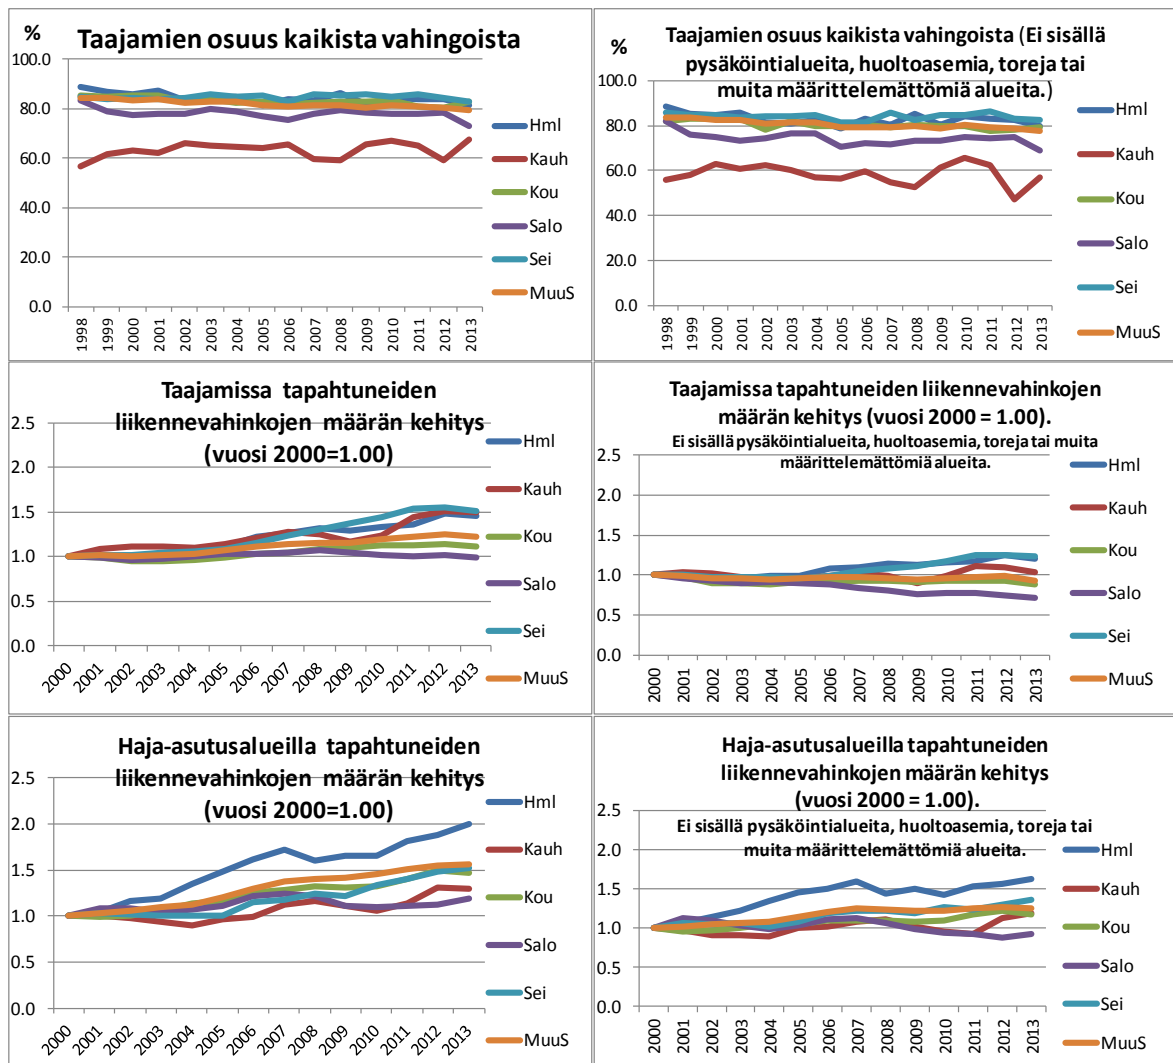 %
Taajamien osuus kaikista vahingoista
100.0
80.0
60.0
40.0
20.0
0.0
1998 1999 2000 2001 2002 2003 2004 2005 2006 2007 2008 2009 2010 2011 2012 2013
Hml
Kauh
Kou
Salo
Sei
MuuS
%
Taajamien osuus kaikista vahingoista (Ei sisällä
pysäköintialueita, huoltoasemia, toreja tai
muita määrittelemättömiä alueita.)
100.0
80.0
60.0
40.0
20.0
0.0
1998 1999 2000 2001 2002 2003 2004 2005 2006 2007 2008 2009 2010 2011 2012 2013
Hml
Kauh
Kou
Salo
Sei
MuuS
Taajamissa tapahtuneiden
liikennevahinkojen määrän kehitys
(vuosi 2000=1.00)
2.5
2.0
1.5
1.0
0.5
0.0
2000 2001 2002 2003 2004 2005 2006 2007 2008 2009 2010 2011 2012 2013
Hml
Kauh
Kou
Salo
Sei
MuuS
Taajamissa tapahtuneiden liikennevahinkojen
määrän kehitys (vuosi 2000 = 1.00).
Ei sisällä pysäköintialueita, huoltoasemia, toreja tai muita
määrittelemättömiä alueita.
2.5
2.0
1.5
1.0
0.5
0.0
2000 2001 2002 2003 2004 2005 2006 2007 2008 2009 2010 2011 2012 2013
Hml
Kauh
Kou
Salo
Sei
MuuS
Haja-asutusalueilla tapahtuneiden
liikennevahinkojen määrän kehitys
(vuosi 2000=1.00)
2.5
2.0
1.5
1.0
0.5
0.0
2000 2001 2002 2003 2004 2005 2006 2007 2008 2009 2010 2011 2012 2013
Hml
Kauh
Kou
Salo
Sei
MuuS
Haja-asutusalueilla tapahtuneiden
liikennevahinkojen määrän kehitys
(vuosi 2000 = 1.00).
Ei sisällä pysäköintialueita, huoltoasemia, toreja tai
muita määrittelemättömiä alueita.
2.5
2.0
1.5
1.0
0.5
0.0
2000 2001 2002 2003 2004 2005 2006 2007 2008 2009 2010 2011 2012 2013
Hml
Kauh
Kou
Salo
Sei
MuuS